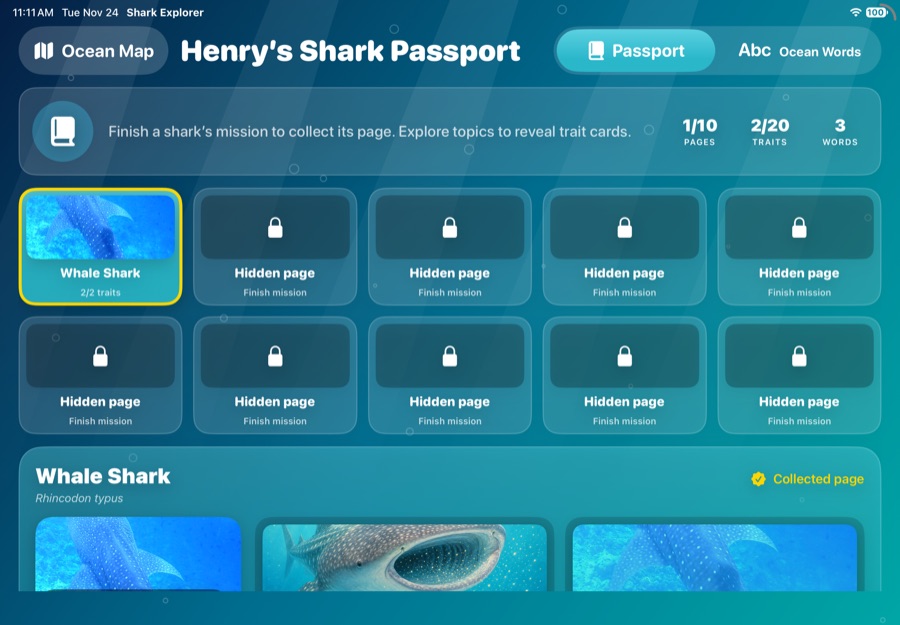 11:11 AM Tue Nov 24 Shark Explorer
100
Ocean Map
Henry's Shark Passport
Passport
Abc Ocean Words
Finish a shark's mission to collect its page. Explore topics to reveal trait cards.
1/10
PAGES
2/20
TRAITS
3
WORDS
Whale Shark
2/2 traits
Hidden page
Finish mission
Hidden page
Finish mission
Hidden page
Finish mission
Hidden page
Finish mission
Hidden page
Finish mission
Hidden page
Finish mission
Hidden page
Finish mission
Hidden page
Finish mission
Hidden page
Finish mission
Whale Shark
Rhincodon typus
Collected page